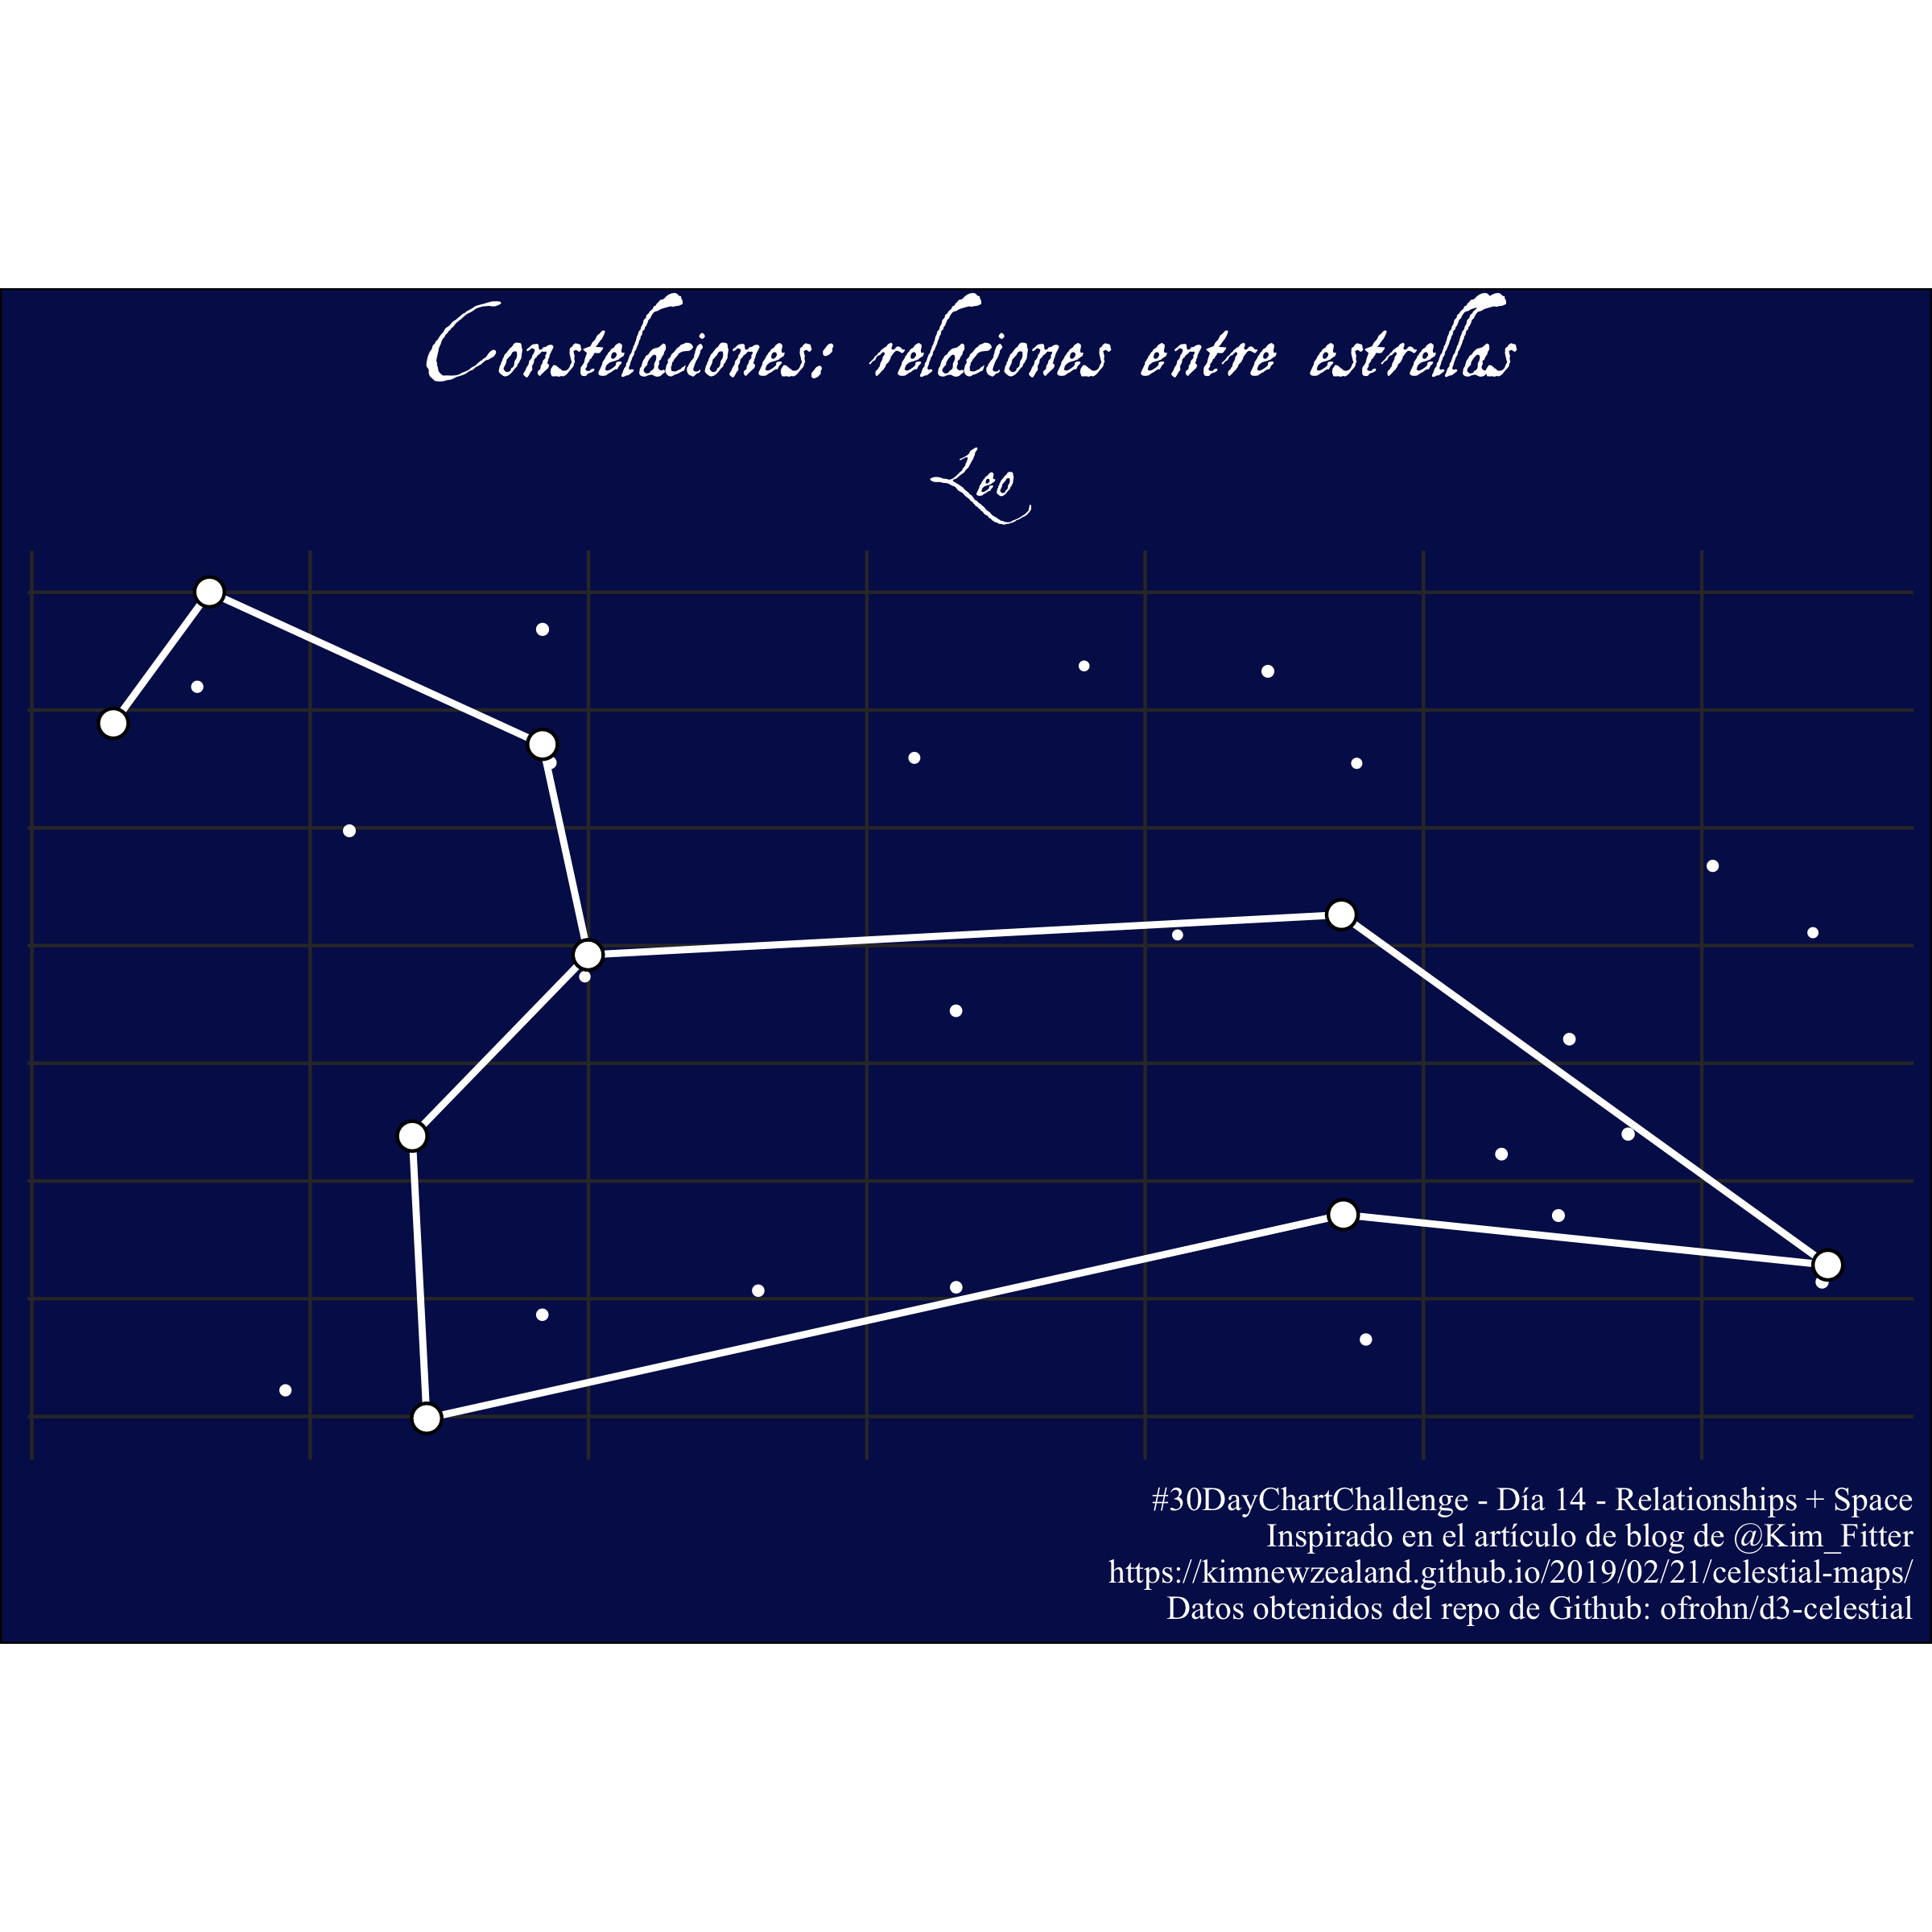 Constelaciones: relaciones entre estrellas
Leo
#30DayChartChallenge - Día 14 - Relationships + Space
Inspirado en el artículo de blog de @Kim_Fitter
https://kimnewzealand.github.io/2019/02/21/celestial-maps/
Datos obtenidos del repo de Github: ofrohn/d3-celestial